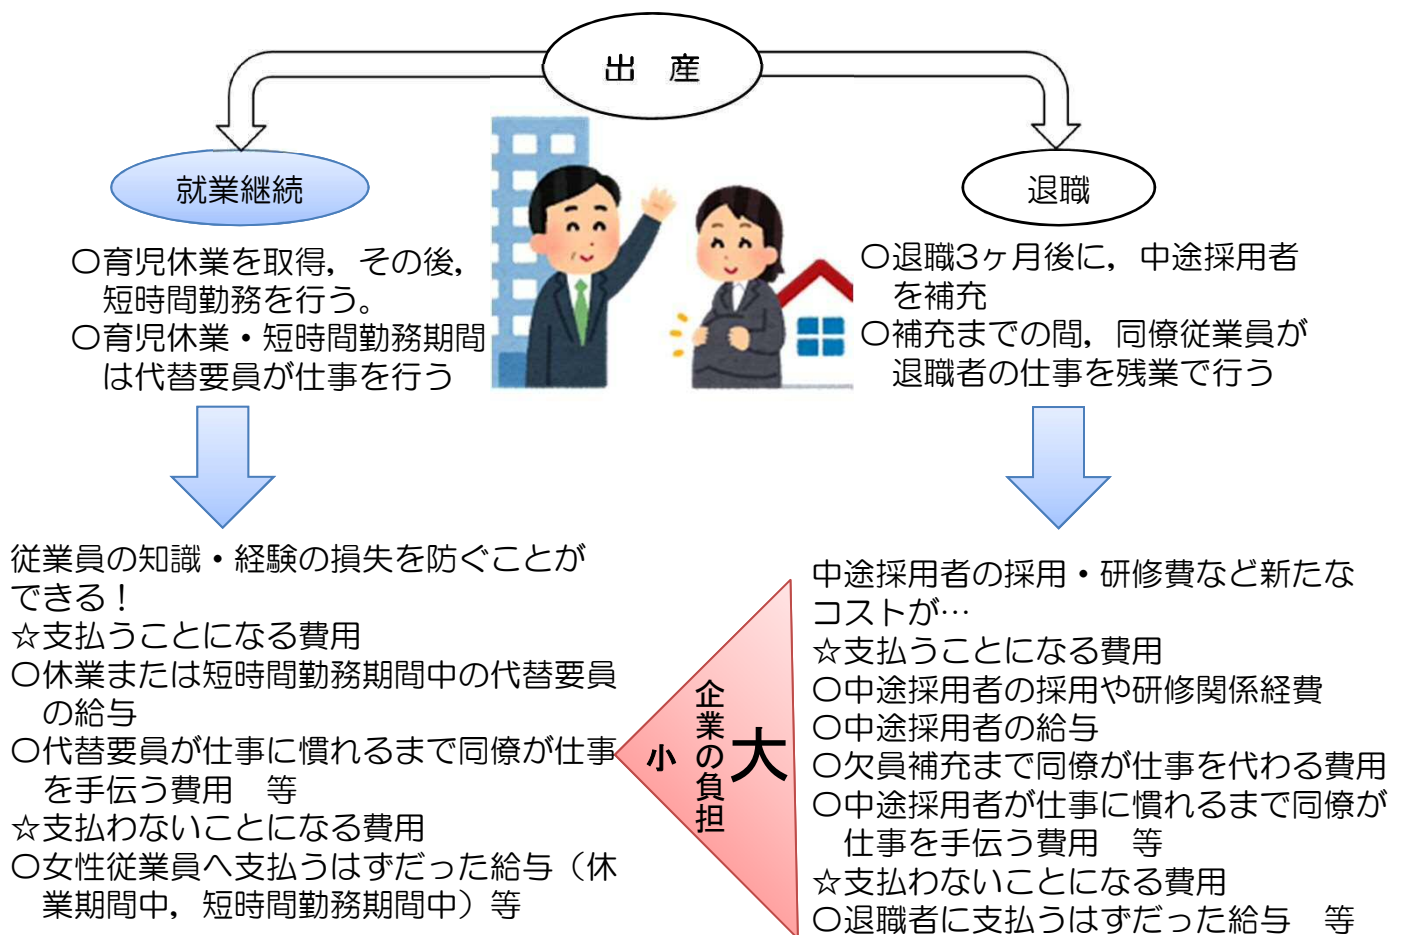 出　産
就業継続
〇育児休業を取得，その後，
短時間勤務を行う。
〇育児休業・短時間勤務期間
は代替要員が仕事を行う
退職
〇退職3ヶ月後に，中途採用者
を補充
〇補充までの間，同僚従業員が
退職者の仕事を残業で行う
従業員の知識・経験の損失を防ぐことが
できる！
☆支払うことになる費用
〇休業または短時間勤務期間中の代替要員
の給与
〇代替要員が仕事に慣れるまで同僚が仕事
を手伝う費用　等
☆支払わないことになる費用
〇女性従業員へ支払うはずだった給与（休
業期間中，短時間勤務期間中）等
小
企業の負担
大
中途採用者の採用・研修費など新たな
コストが…
☆支払うことになる費用
〇中途採用者の採用や研修関係経費
〇中途採用者の給与
〇欠員補充まで同僚が仕事を代わる費用
〇中途採用者が仕事に慣れるまで同僚が
仕事を手伝う費用　等
☆支払わないことになる費用
〇退職者に支払うはずだった給与　等